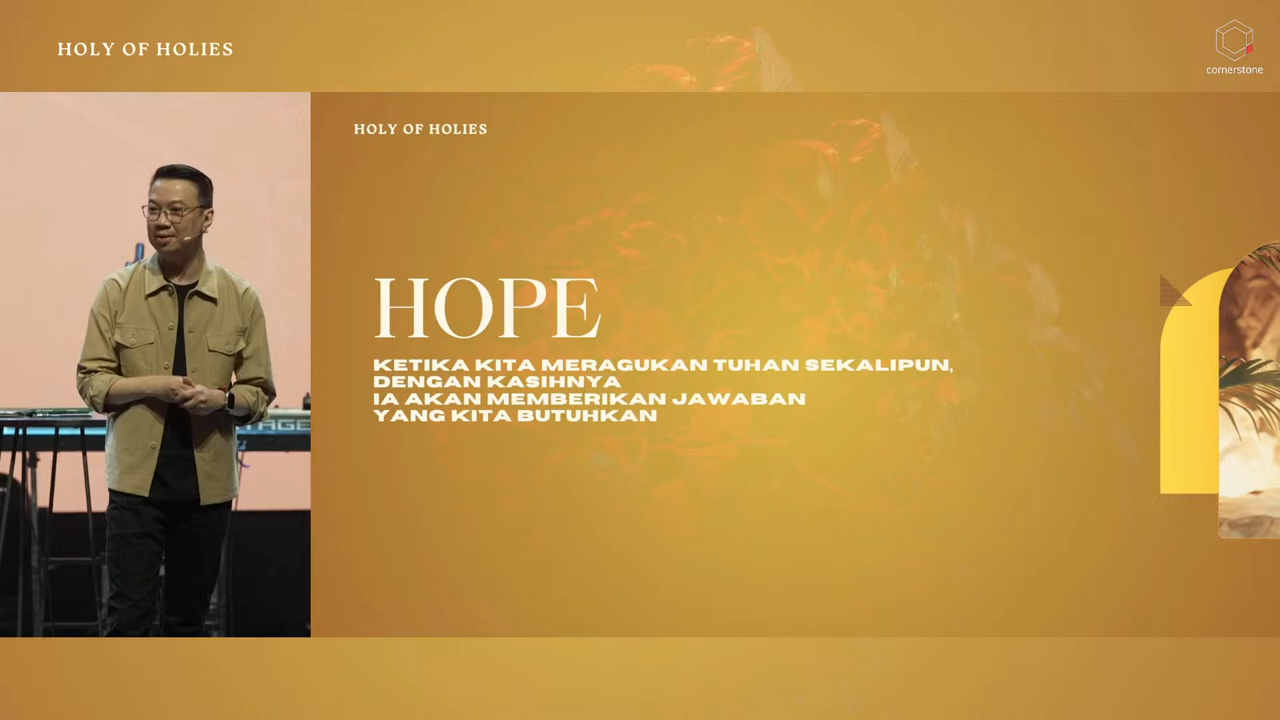 HOLY OF HOLIES
cornerstone
HOLY OF HOLIES
HOPE
KETIKA KITA MERAGUKAN TUHAN SEKALIPUN,
DENGAN KASIHNYA
IA AKAN MEMBERIKAN JAWABAN
YANG KITA BUTUHKAN